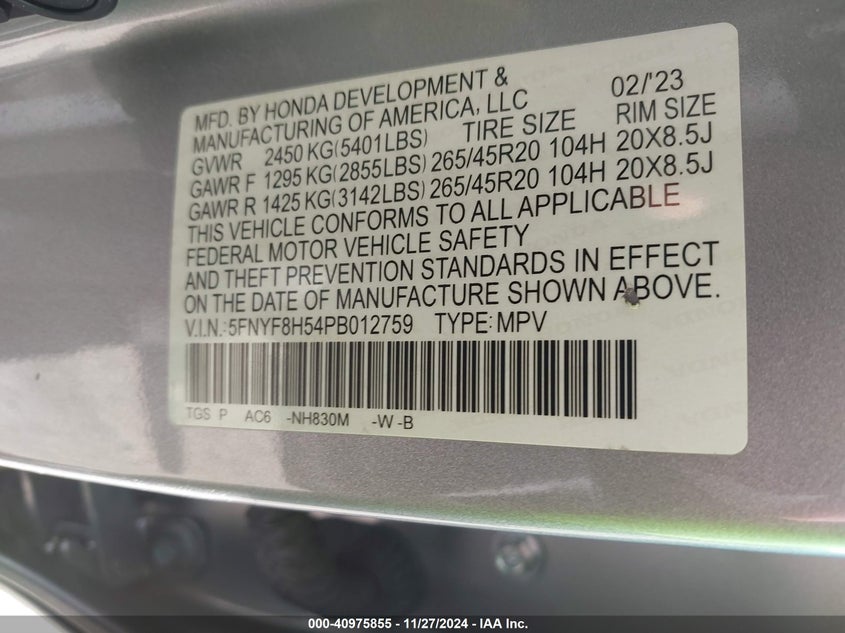 MFD. BY HONDA DEVELOPMENT & 02/'23
MANUFACTURING OF AMERICA, LLC
GVWR 2450 KG(5401LBS) TIRE SIZE RIM SIZE
GAWR F 1295 KG(2855LBS) 265/45R20 104H 20X8.5J
GAWR R 1425 KG(3142LBS) 265/45R20 104H 20X8.5J
THIS VEHICLE CONFORMS TO ALL APPLICABLE
FEDERAL MOTOR VEHICLE SAFETY
AND THEFT PREVENTION STANDARDS IN EFFECT
ON THE DATE OF MANUFACTURE SHOWN ABOVE.
V.I.N.:5FNYF8H54PB012759 TYPE:MPV
TGS P AC6 -NH830M -W -B
000-40975855 - 11/27/2024 - IAA Inc.